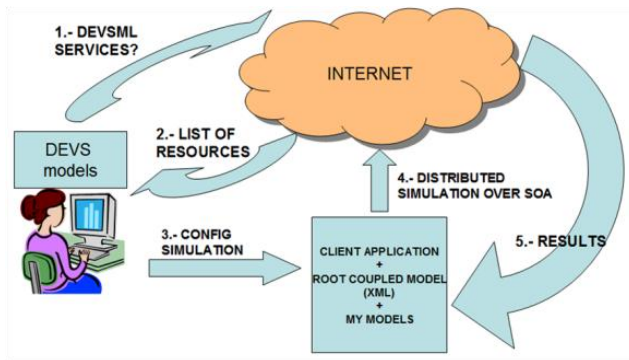 1.- DEVSML
SERVICES?
INTERNET
2.- LIST OF
RESOURCES
DEVS
models
4.- DISTRIBUTED
SIMULATION OVER SOA
3.- CONFIG
SIMULATION
5.- RESULTS
CLIENT APPLICATION
+
ROOT COUPLED MODEL
(XML)
+
MY MODELS